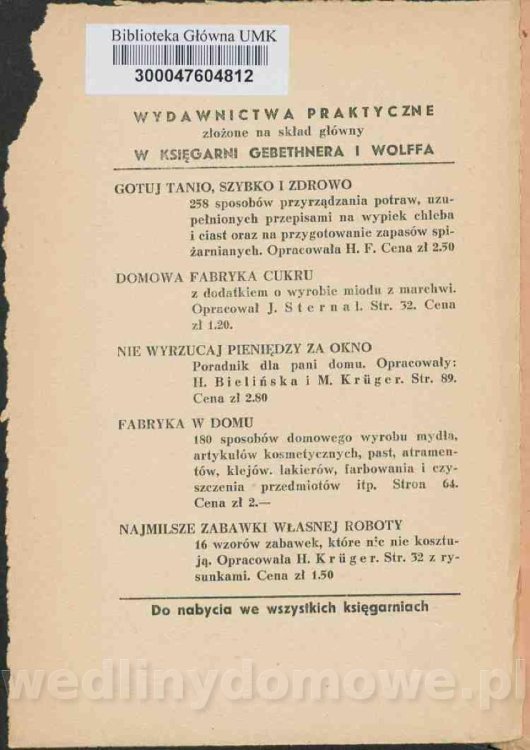 Biblioteka Główna UMK
300047604812
WYDAWNICTWA PRAKTYCZNE
złożone na skład główny
W KSIĘGARNI GEBETHNERA I WOLFFA
GOTUJ TANIO, SZYBKO I ZDROWO
258 sposobów przyrządzania potraw, uzu-
pełnionych przepisami na wypiek chleba
i ciast oraz na przygotowanie zapasów spi-
żarnianych. Opracowała H. F. Cena zł 2.50
DOMOWA FABRYKA CUKRU
z dodatkiem o wyrobie miodu z marchwi.
Opracował J. Sternal. Str. 32. Cena
zł 1.20.
NIE WYRZUCAJ PIENIĘDZY ZA OKNO
Poradnik dla pani domu. Opracowały:
H. Bielińska i M. Krüger. Str. 89.
Cena zł 2.80
FABRYKA W DOMU
180 sposobów domowego wyrobu mydła,
artykułów kosmetycznych, past, atramen-
tów, klejów. lakierów, farbowania i czy-
szczenia przedmiotów itp. Stron 64.
Cena zł 2.—
NAJMILSZE ZABAWKI WŁASNEJ ROBOTY
16 wzorów zabawek, które nic nie kosztu-
ją. Opracowała H. Krüger. Str. 32 z ry-
sunkami. Cena zł 1.50
Do nabycia we wszystkich księgarniach
wedlinydomowe.pl